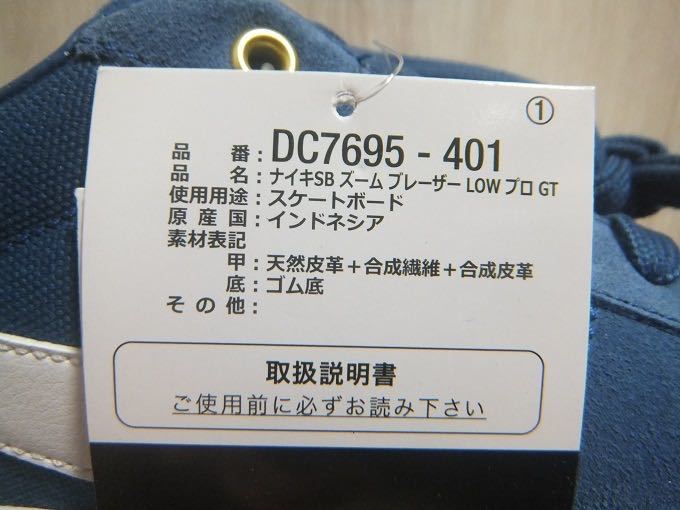 ①
品番：DC7695 - 401
品名：ナイキSB ズーム ブレーザー LOW プロ GT
使用用途：スケートボード
原産国：インドネシア
素材表記
甲：天然皮革＋合成繊維＋合成皮革
底：ゴム底
その他：
取扱説明書
ご使用前に必ずお読み下さい